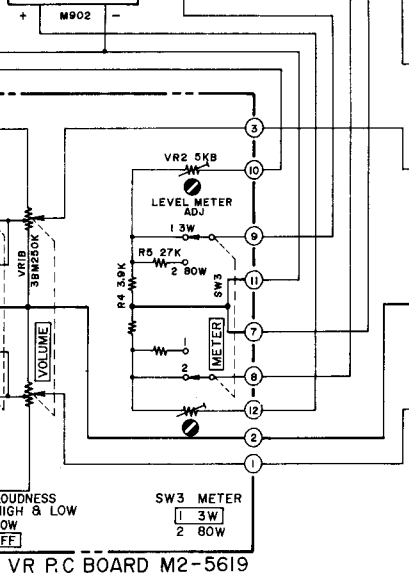 + M902 −
3
VR2 5KB
10
LEVEL METER
ADJ
1 3W
9
R5 27K
2 80W
11
SW3
R4 3.9K
VR1B
3BM250K
7
VOLUME
METER
1
2
8
12
2
1
OUDNESS
IGH & LOW
OW
FF
SW3 METER
1 3W
2 80W
VR P.C BOARD M2-5619